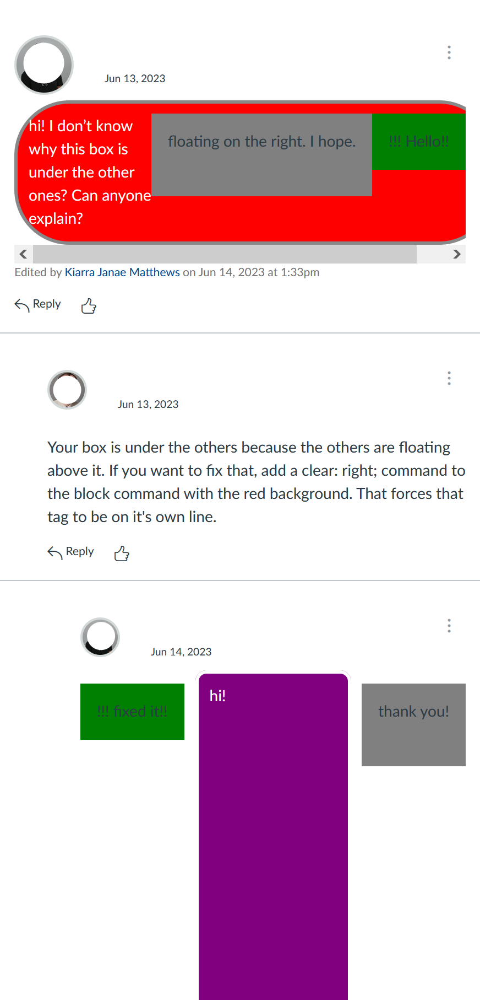 Jun 13, 2023
hi! I don’t know
why this box is
under the other
ones? Can anyone
explain?
floating on the right. I hope.
!!! Hello!!
Edited by Kiarra Janae Matthews on Jun 14, 2023 at 1:33pm
Reply
Jun 13, 2023
Your box is under the others because the others are floating
above it. If you want to fix that, add a clear: right; command to
the block command with the red background. That forces that
tag to be on it's own line.
Reply
Jun 14, 2023
!!! fixed it!!
hi!
thank you!